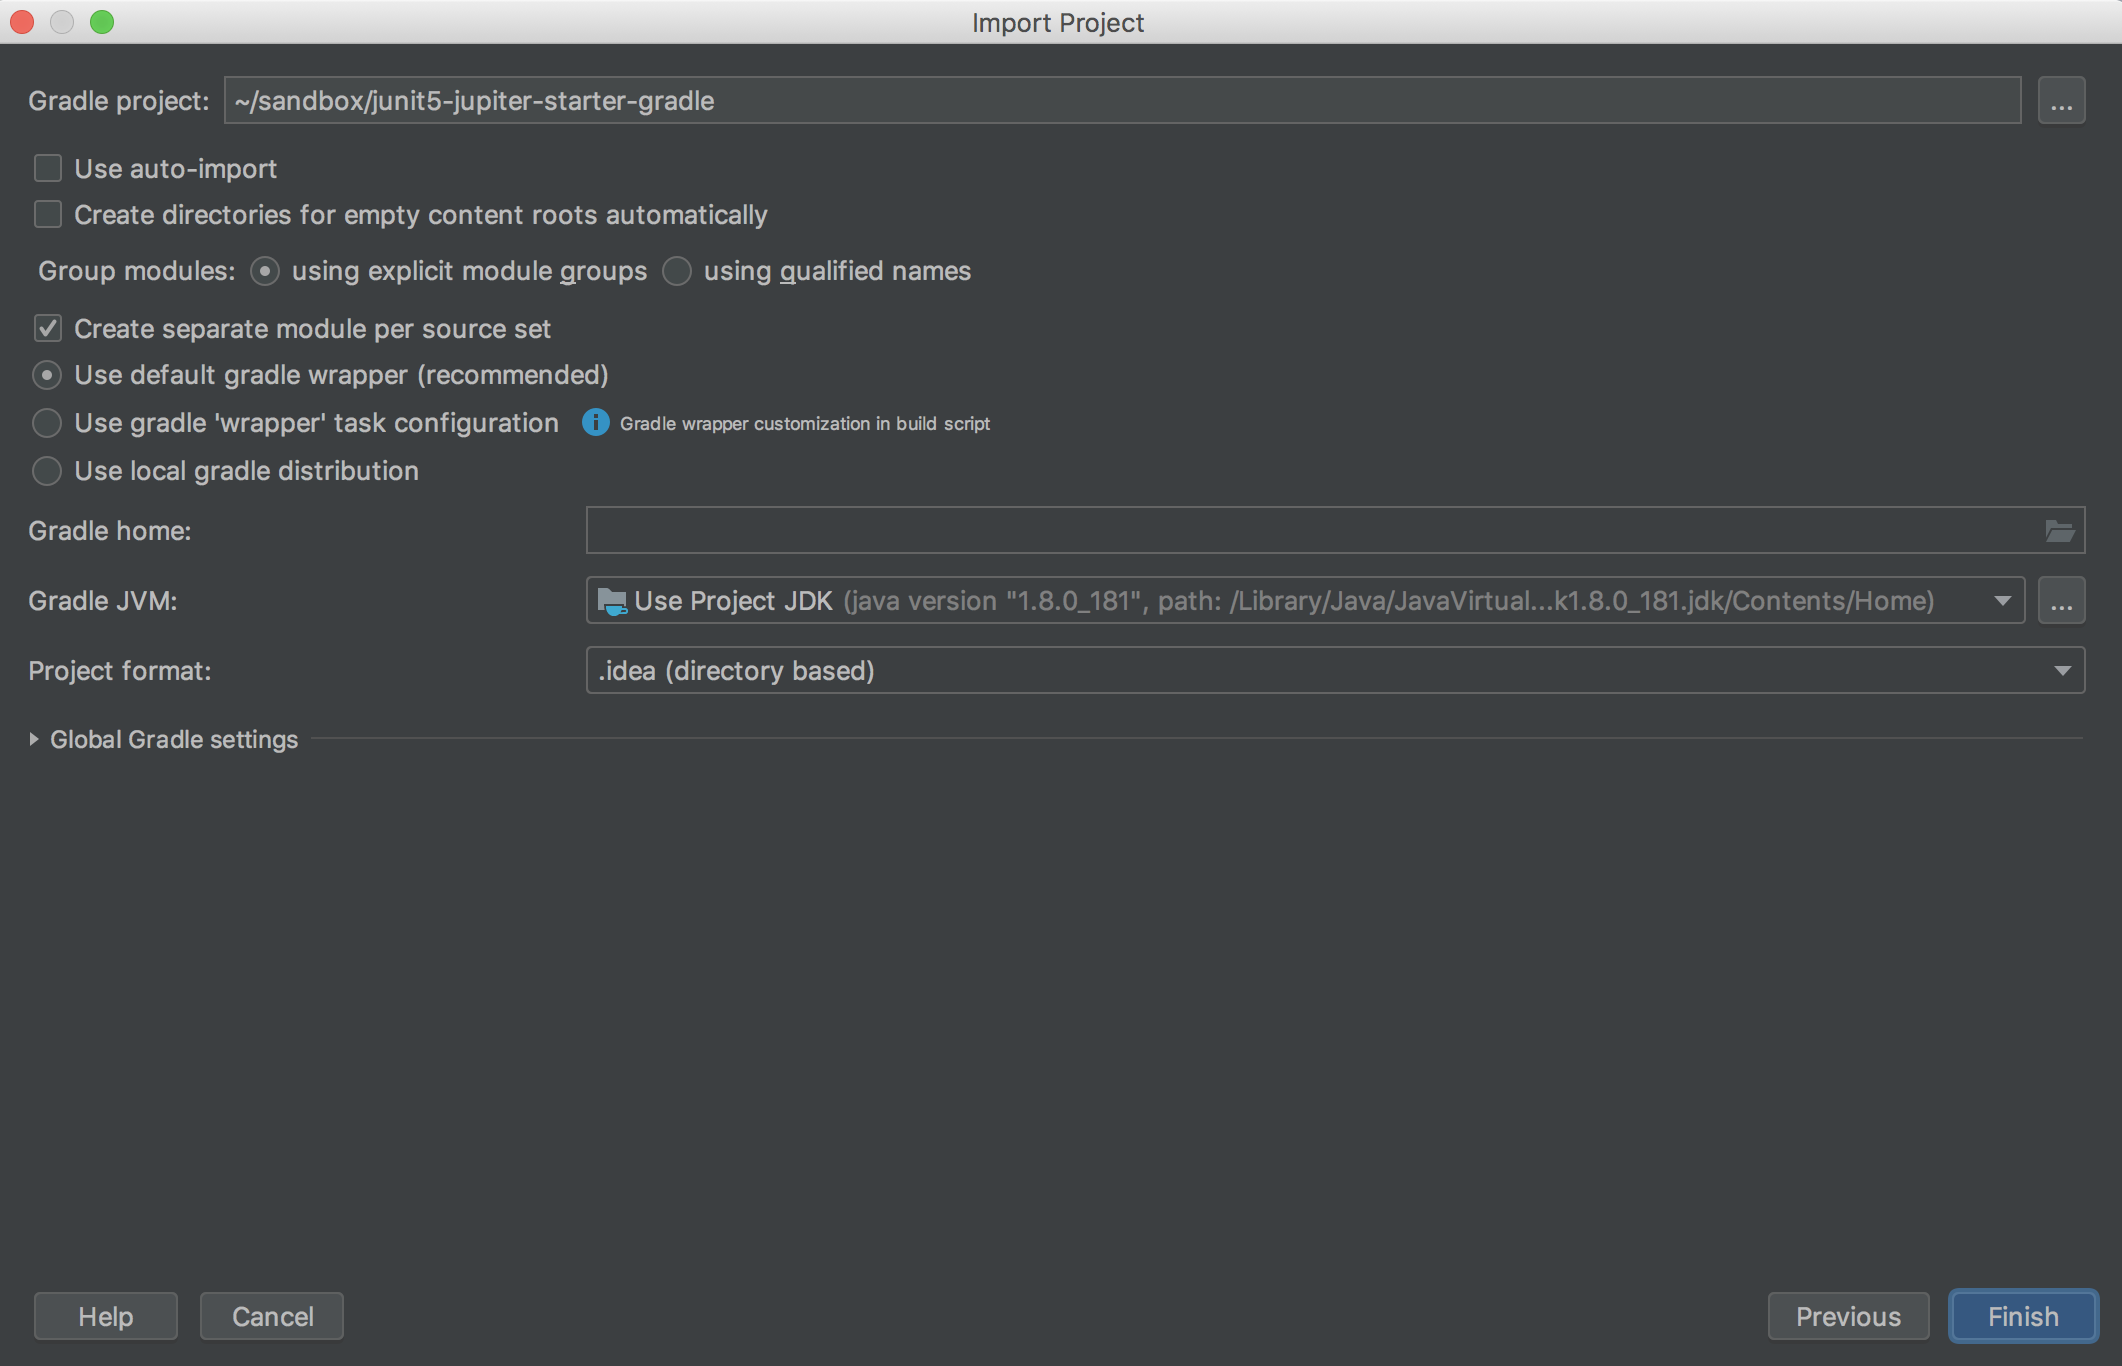 Import Project
Gradle project: ~/sandbox/junit5-jupiter-starter-gradle ...
Use auto-import
Create directories for empty content roots automatically
Group modules: using explicit module groups using qualified names
Create separate module per source set
Use default gradle wrapper (recommended)
Use gradle 'wrapper' task configuration Gradle wrapper customization in build script
Use local gradle distribution
Gradle home:
Gradle JVM: Use Project JDK (java version "1.8.0_181", path: /Library/Java/JavaVirtual...k1.8.0_181.jdk/Contents/Home) ...
Project format: .idea (directory based)
Global Gradle settings
Help Cancel Previous Finish